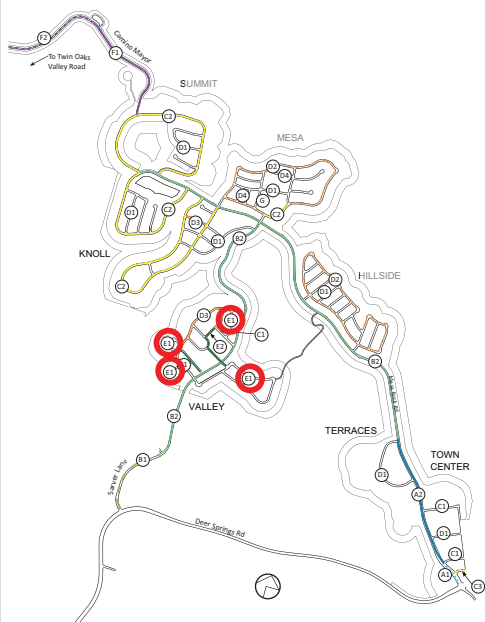 F2
Camino Mayor
F1
To Twin Oaks
Valley Road
SUMMIT
C2
D1
MESA
D2
D4
D1
D4
G
C2
D1
C2
D3
D1
B2
KNOLL
C2
HILLSIDE
D2
D1
D3
E1
C1
E1
E2
E1
E1
B2
VALLEY
B2
TERRACES
TOWN
CENTER
B1
D1
Sarver Lane
A2
C1
Deer Springs Rd
D1
C1
A1
C3